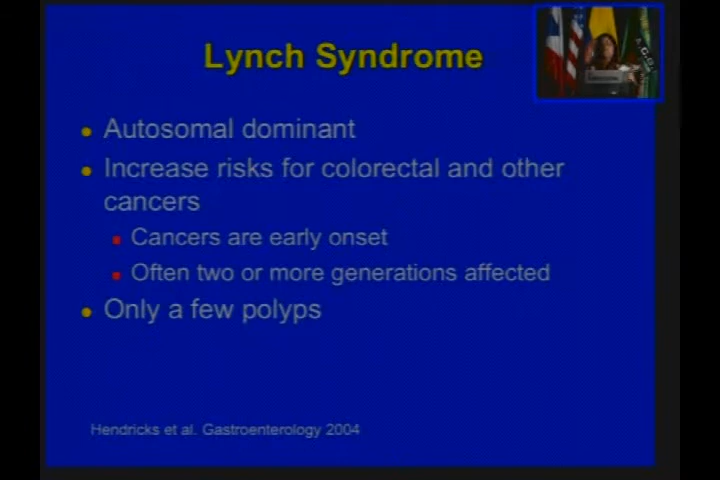 Lynch Syndrome
Autosomal dominant
Increase risks for colorectal and other
cancers
Cancers are early onset
Often two or more generations affected
Only a few polyps
Hendricks et al. Gastroenterology 2004